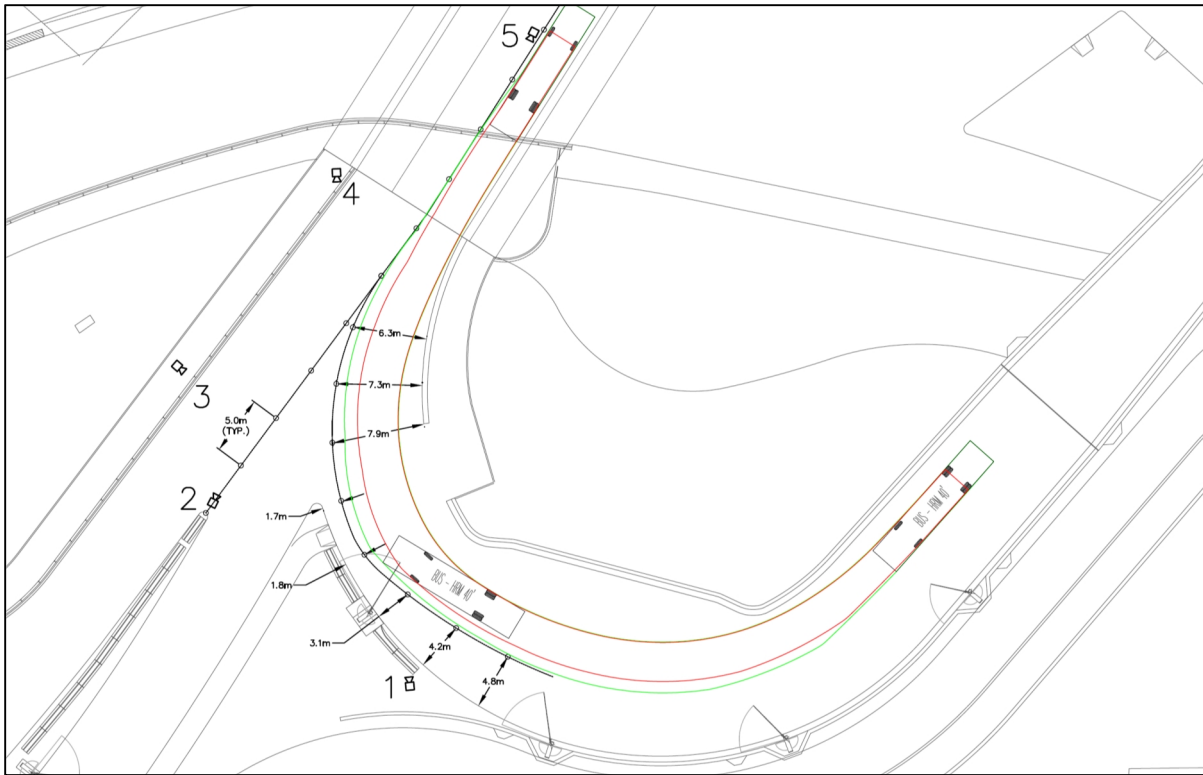 5
4
6.3m
7.3m
3
5.0m
(TYP.)
7.9m
2
1.7m
BUS - HRM 40'
1.8m
BUS - HRM 40'
3.1m
4.2m
4.8m
1